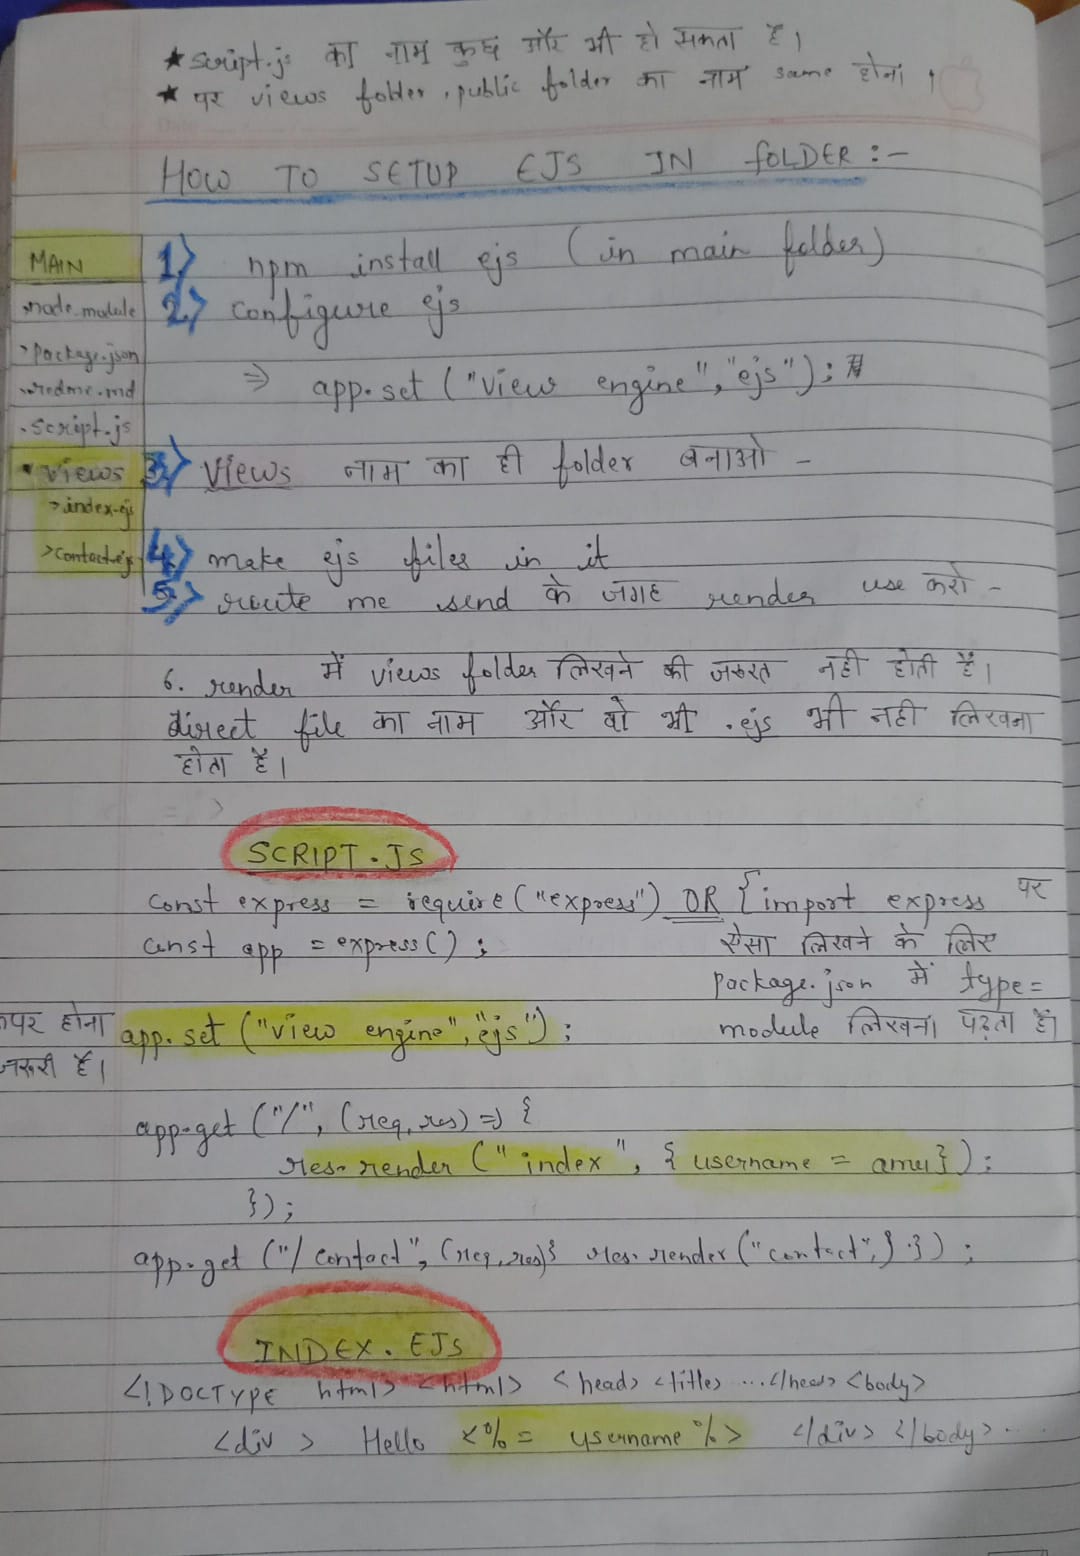 ★ script.js का नाम कुछ और भी हो सकता है।
★ पर views folder, public folder का नाम same होना।
Date
HOW TO SETUP EJS IN FOLDER :-
MAIN
node.module
>package.json
redme.md
.script.js
• views
>index.ejs
>contact.ejs
1> npm install ejs (in main folder)
2> configure ejs
⇒ app.set ("view engine", "ejs");
3> views नाम का ही folder बनाओ -
4> make ejs files in it
5> route me send के जगह render use करो -
6. render में views folder लिखने की जरुरत नही होती है।
direct file का नाम और वो भी .ejs भी नही लिखना
होता है।
SCRIPT.JS
const express = require ("express") OR { import express पर
const app = express() ;
ऐसा लिखने के लिए
package.json में type=
module लिखना पड़ता है।
ऊपर होना
जरूरी है।
app.set ("view engine", "ejs") ;
app.get ("/", (req, res) => {
res.render ("index", { username = amu}) ;
}) ;
app.get ("/contact", (req, res){ res.render ("contact", } }) ;
INDEX.EJS
<!DOCTYPE html> <html> <head> <title> ...</head> <body>
<div > Hello <%= username %> </div> </body> ...